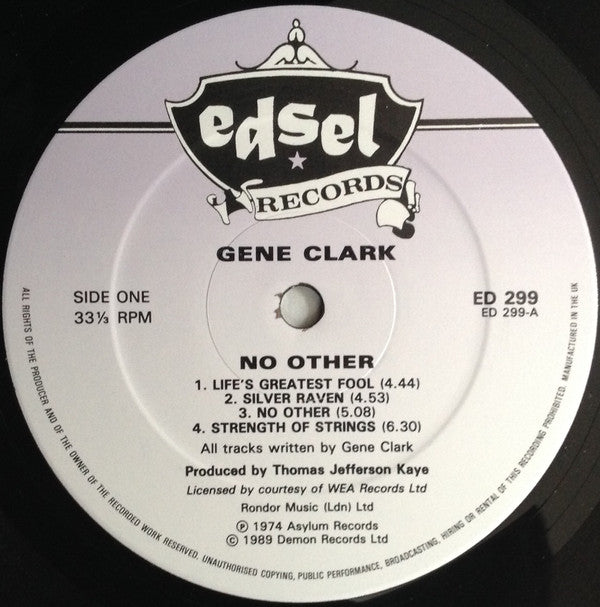 edsel
RECORDS
GENE CLARK
SIDE ONE
33⅓ RPM
ED 299
ED 299-A
NO OTHER
1. LIFE'S GREATEST FOOL (4.44)
2. SILVER RAVEN (4.53)
3. NO OTHER (5.08)
4. STRENGTH OF STRINGS (6.30)
All tracks written by Gene Clark
Produced by Thomas Jefferson Kaye
Licensed by courtesy of WEA Records Ltd
Rondor Music (Ldn) Ltd
℗ 1974 Asylum Records
© 1989 Demon Records Ltd
ALL RIGHTS OF THE PRODUCER AND OF THE OWNER OF THE RECORDED WORK RESERVED. UNAUTHORISED COPYING, PUBLIC PERFORMANCE, BROADCASTING, HIRING OR RENTAL OF THIS RECORDING PROHIBITED. MANUFACTURED IN THE UK